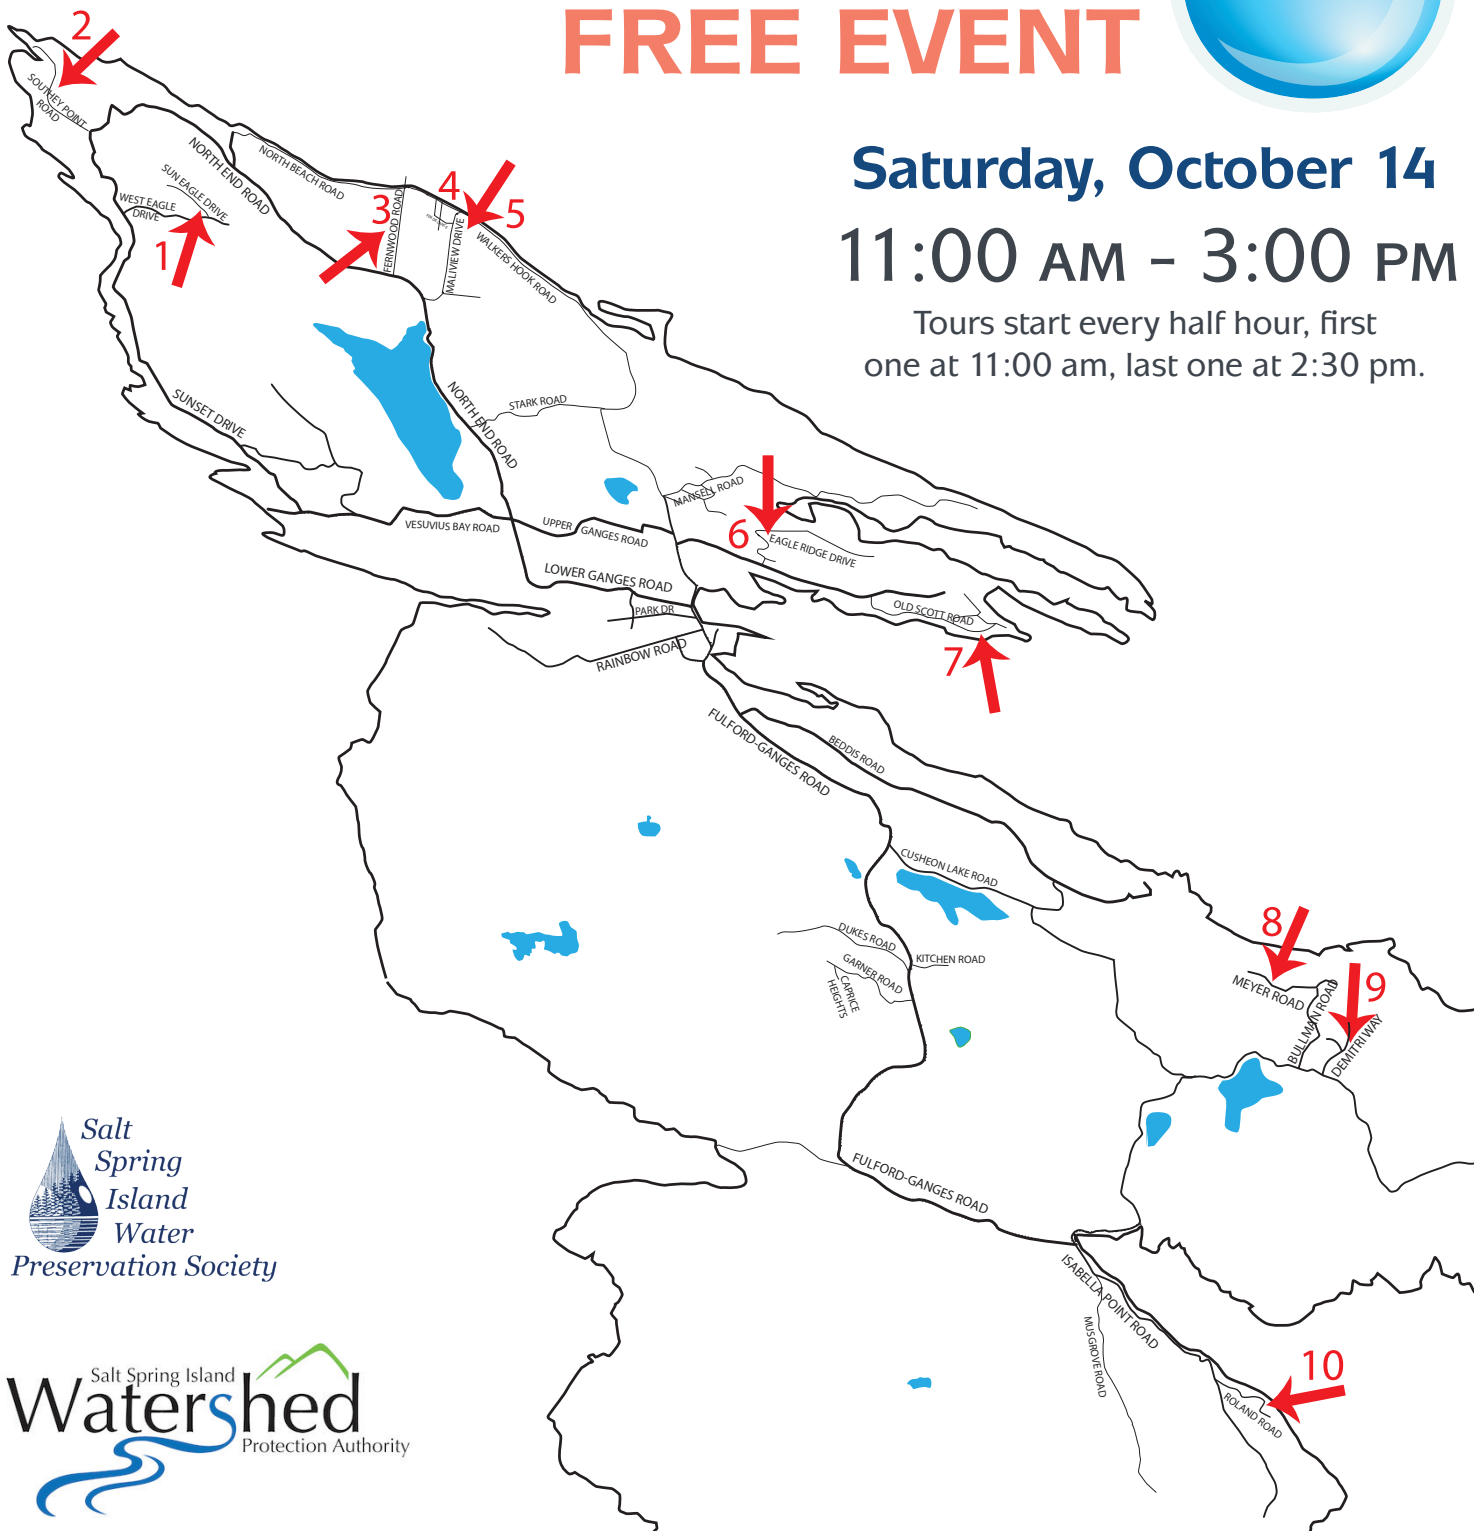 FREE EVENT
Saturday, October 14
11:00 AM - 3:00 PM
Tours start every half hour, first
one at 11:00 am, last one at 2:30 pm.
2
SOUTHEY POINT
ROAD
NORTH END ROAD
NORTH BEACH ROAD
SUN EAGLE DRIVE
WEST EAGLE
DRIVE
1
3
FERNWOOD ROAD
4
5
MALIVIEW DRIVE
WALKERS HOOK ROAD
SUNSET DRIVE
NORTH END ROAD
STARK ROAD
MANSELL ROAD
VESUVIUS BAY ROAD
UPPER GANGES ROAD
6
EAGLE RIDGE DRIVE
LOWER GANGES ROAD
PARK DR
OLD SCOTT ROAD
RAINBOW ROAD
7
FULFORD-GANGES ROAD
BEDDIS ROAD
CUSHEON LAKE ROAD
DUKES ROAD
KITCHEN ROAD
GARNER ROAD
CAPRICE
HEIGHTS
8
MEYER ROAD
9
BULLMAN ROAD
DEMITRI WAY
FULFORD-GANGES ROAD
ISABELLA POINT ROAD
MUSGROVE ROAD
10
ROLAND ROAD
Salt
Spring
Island
Water
Preservation Society
Salt Spring Island
Watershed
Protection Authority